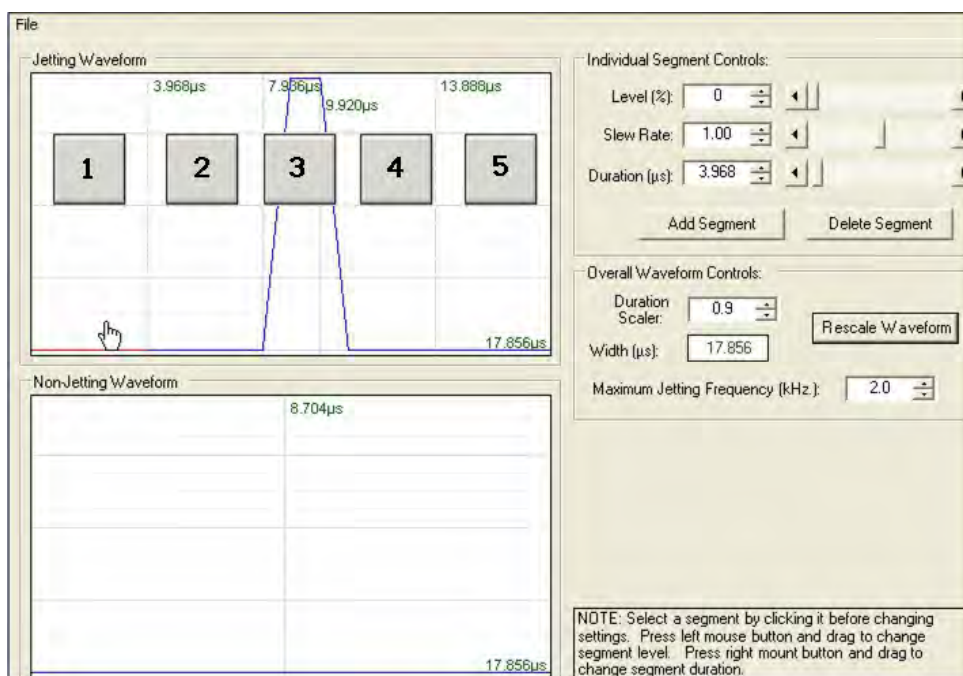 File
Jetting Waveform
3.968µs
7.936µs
9.920µs
13.888µs
1
2
3
4
5
17.856µs
Non-Jetting Waveform
8.704µs
17.856µs
Individual Segment Controls:
Level (%): 0
Slew Rate: 1.00
Duration (µs): 3.968
Add Segment Delete Segment
Overall Waveform Controls:
Duration
Scaler: 0.9
Rescale Waveform
Width (µs): 17.856
Maximum Jetting Frequency (kHz.): 2.0
NOTE: Select a segment by clicking it before changing
settings. Press left mouse button and drag to change
segment level. Press right mount button and drag to
change segment duration.